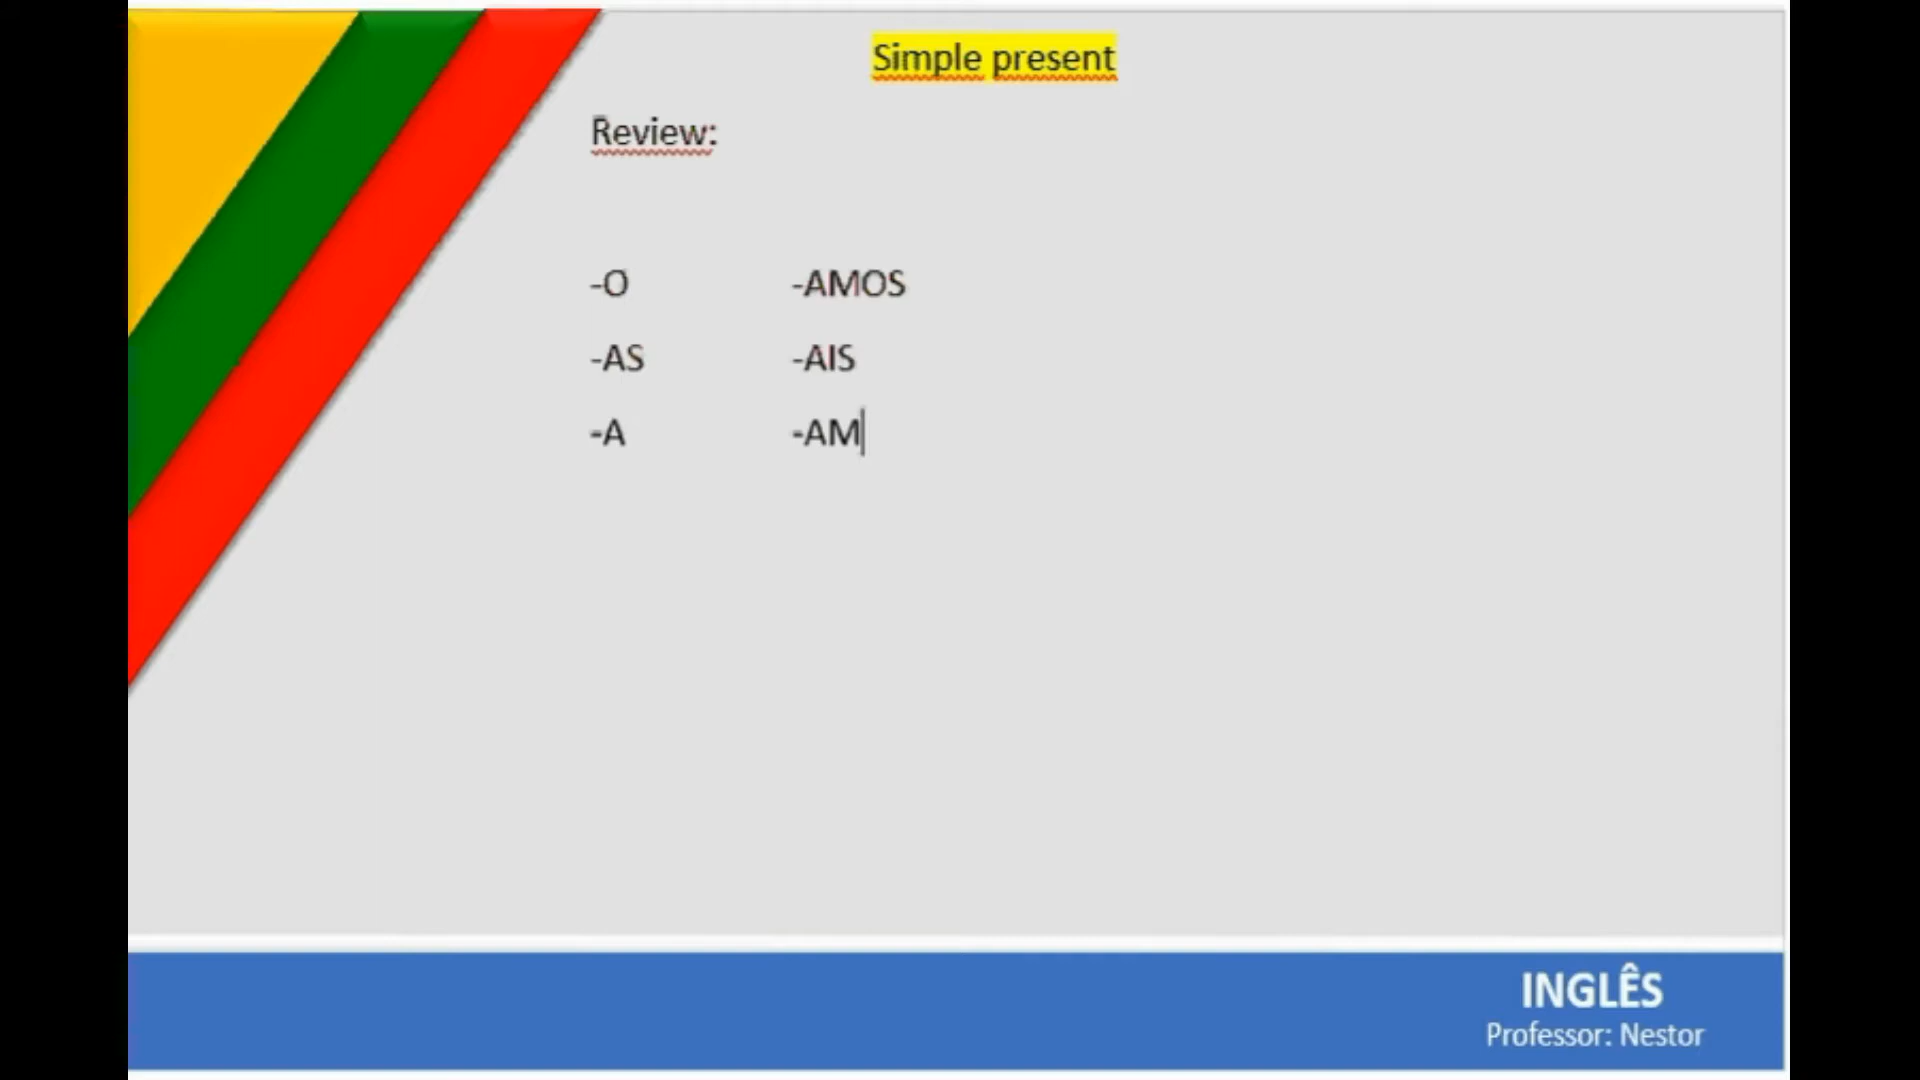 Simple present
Review:
-O -AMOS
-AS -AIS
-A -AM
INGLÊS
Professor: Nestor